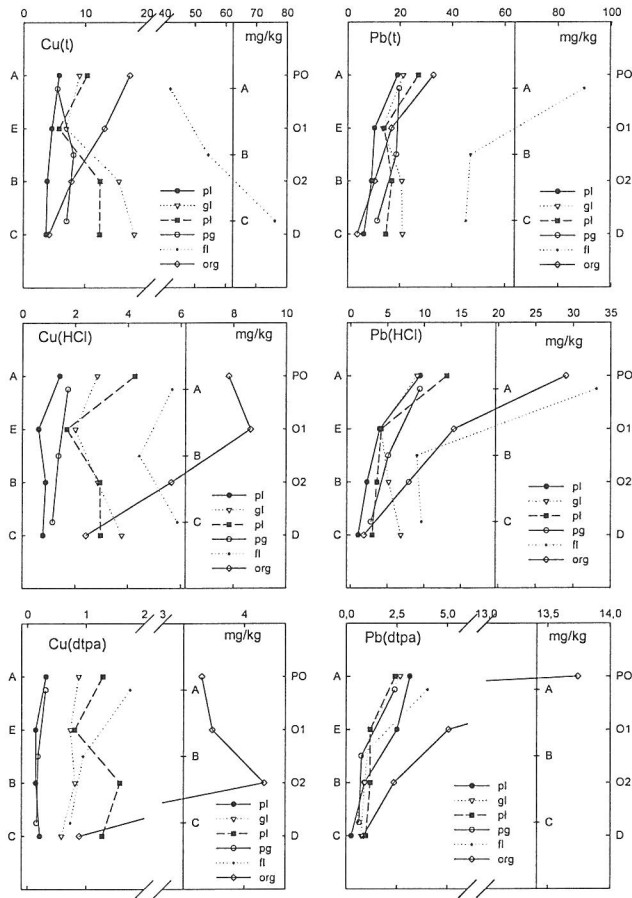 0 10 20 40 60 80
mg/kg
Cu(t)
A PO
A
E O1
B
B O2
C
C D
pl
gl
pł
pg
fl
org
0 20 40 60 80 100
mg/kg
Pb(t)
A PO
A
E O1
B
B O2
C
C D
pl
gl
pł
pg
fl
org
0 2 4 6 8 10
mg/kg
Cu(HCl)
A PO
A
E O1
B
B O2
C
C D
pl
gl
pł
pg
fl
org
0 5 10 15 20 25 30 35
mg/kg
Pb(HCl)
A PO
A
E O1
B
B O2
C
C D
pl
gl
pł
pg
fl
org
0 1 2 3 4
mg/kg
Cu(dtpa)
A PO
A
E O1
B
B O2
C
C D
pl
gl
pł
pg
fl
org
0,0 2,5 5,0 13,0 13,5 14,0
mg/kg
Pb(dtpa)
A PO
A
E O1
B
B O2
C
C D
pl
gl
pł
pg
fl
org